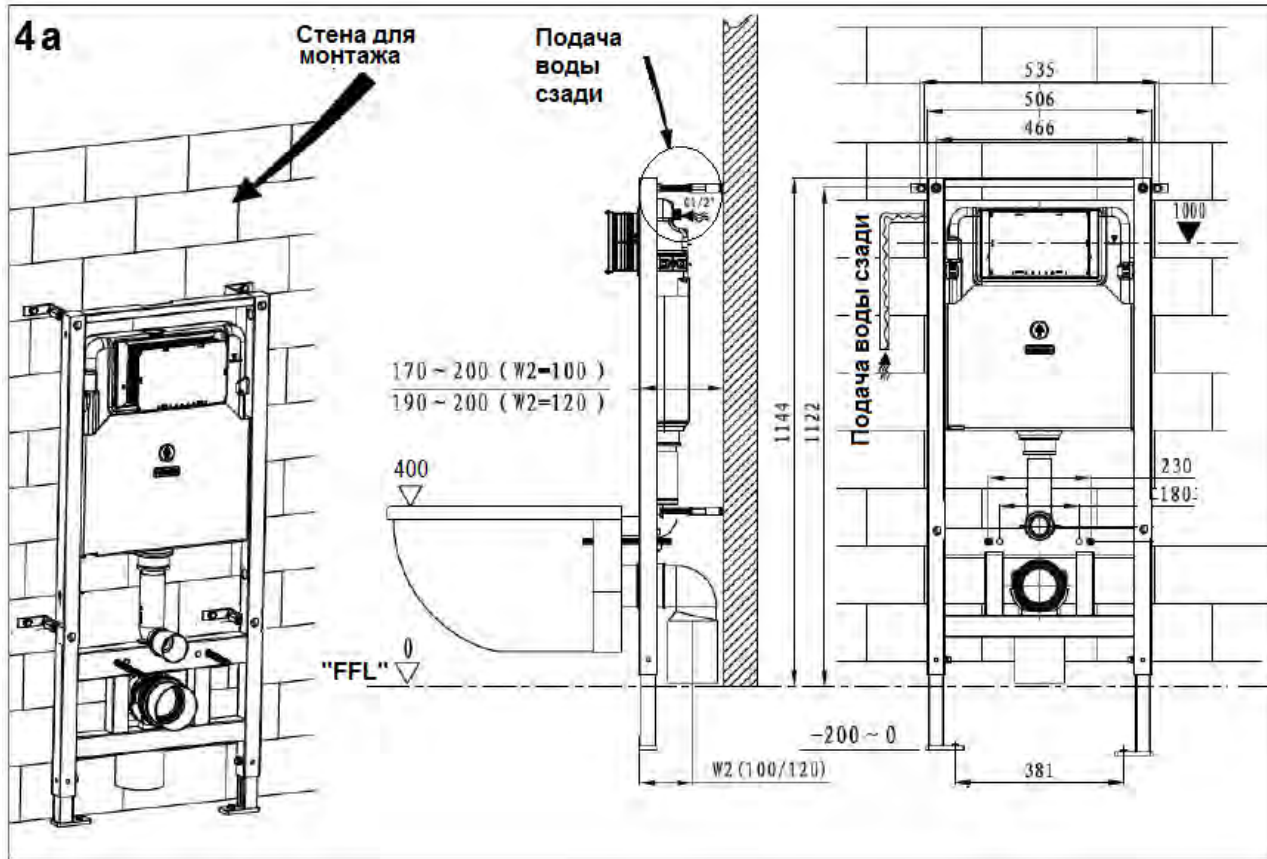 4a
Стена для
монтажа
Подача
воды
сзади
G1/2"
170 ~ 200 ( W2=100 )
190 ~ 200 ( W2=120 )
400
0
"FFL"
W2 (100/120)
535
506
466
1000
Подача воды сзади
1144
1122
230
180
-200 ~ 0
381